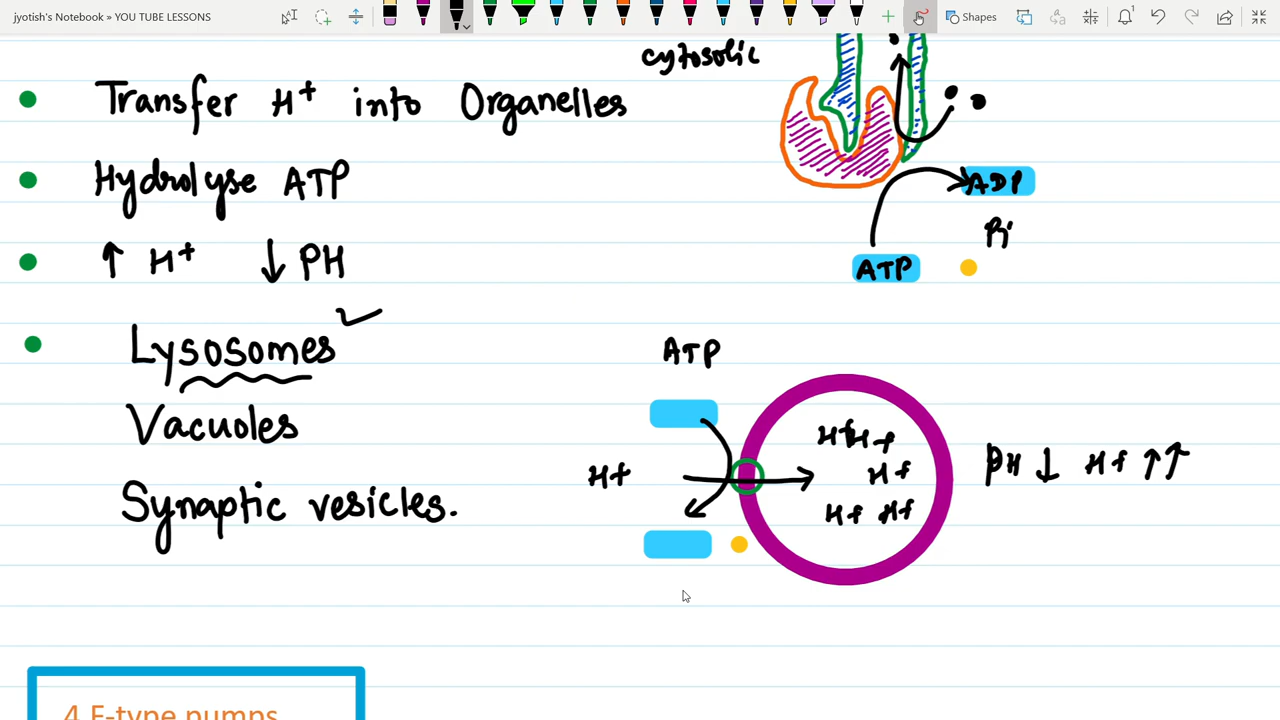 jyotish's Notebook » YOU TUBE LESSONS
Shapes
cytosolic
Transfer H+ into Organelles
Hydrolyse ATP
↑ H+ ↓ PH
Lysosomes
Vacuoles
Synaptic vesicles.
ADP
Pi
ATP
ATP
H+
H+ H+
H+
H+ H+
PH ↓ H+ ↑↑
4 F-type pumps